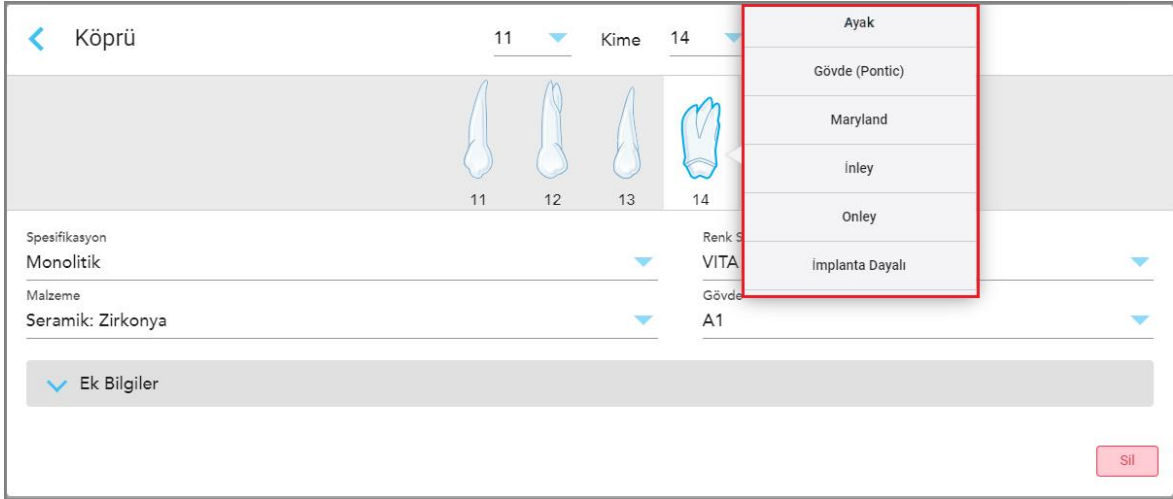 Köprü
11 Kime 14
Ayak
Gövde (Pontic)
Maryland
İnley
Onley
İmplanta Dayalı
11 12 13 14
Spesifikasyon
Monolitik
Renk S
VITA
Malzeme
Seramik: Zirkonya
Gövde
A1
Ek Bilgiler
Sil